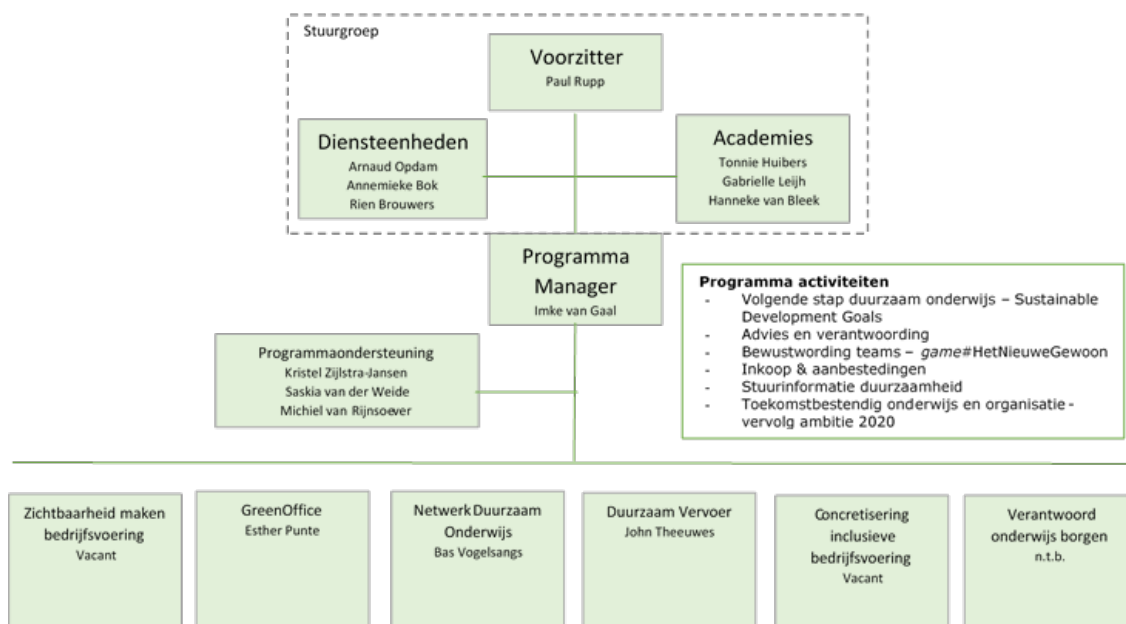 Stuurgroep
Voorzitter
Paul Rupp
Diensteenheden
Arnaud Opdam
Annemieke Bok
Rien Brouwers
Academies
Tonnie Huibers
Gabrielle Leijh
Hanneke van Bleek
Programma
Manager
Imke van Gaal
Programma activiteiten
- Volgende stap duurzaam onderwijs – Sustainable
Development Goals
- Advies en verantwoording
- Bewustwording teams – game#HetNieuweGewoon
- Inkoop & aanbestedingen
- Stuurinformatie duurzaamheid
- Toekomstbestendig onderwijs en organisatie -
vervolg ambitie 2020
Programmaondersteuning
Kristel Zijlstra-Jansen
Saskia van der Weide
Michiel van Rijnsoever
Zichtbaarheid maken
bedrijfsvoering
Vacant
GreenOffice
Esther Punte
Netwerk Duurzaam
Onderwijs
Bas Vogelsangs
Duurzaam Vervoer
John Theeuwes
Concretisering
inclusieve
bedrijfsvoering
Vacant
Verantwoord
onderwijs borgen
n.t.b.